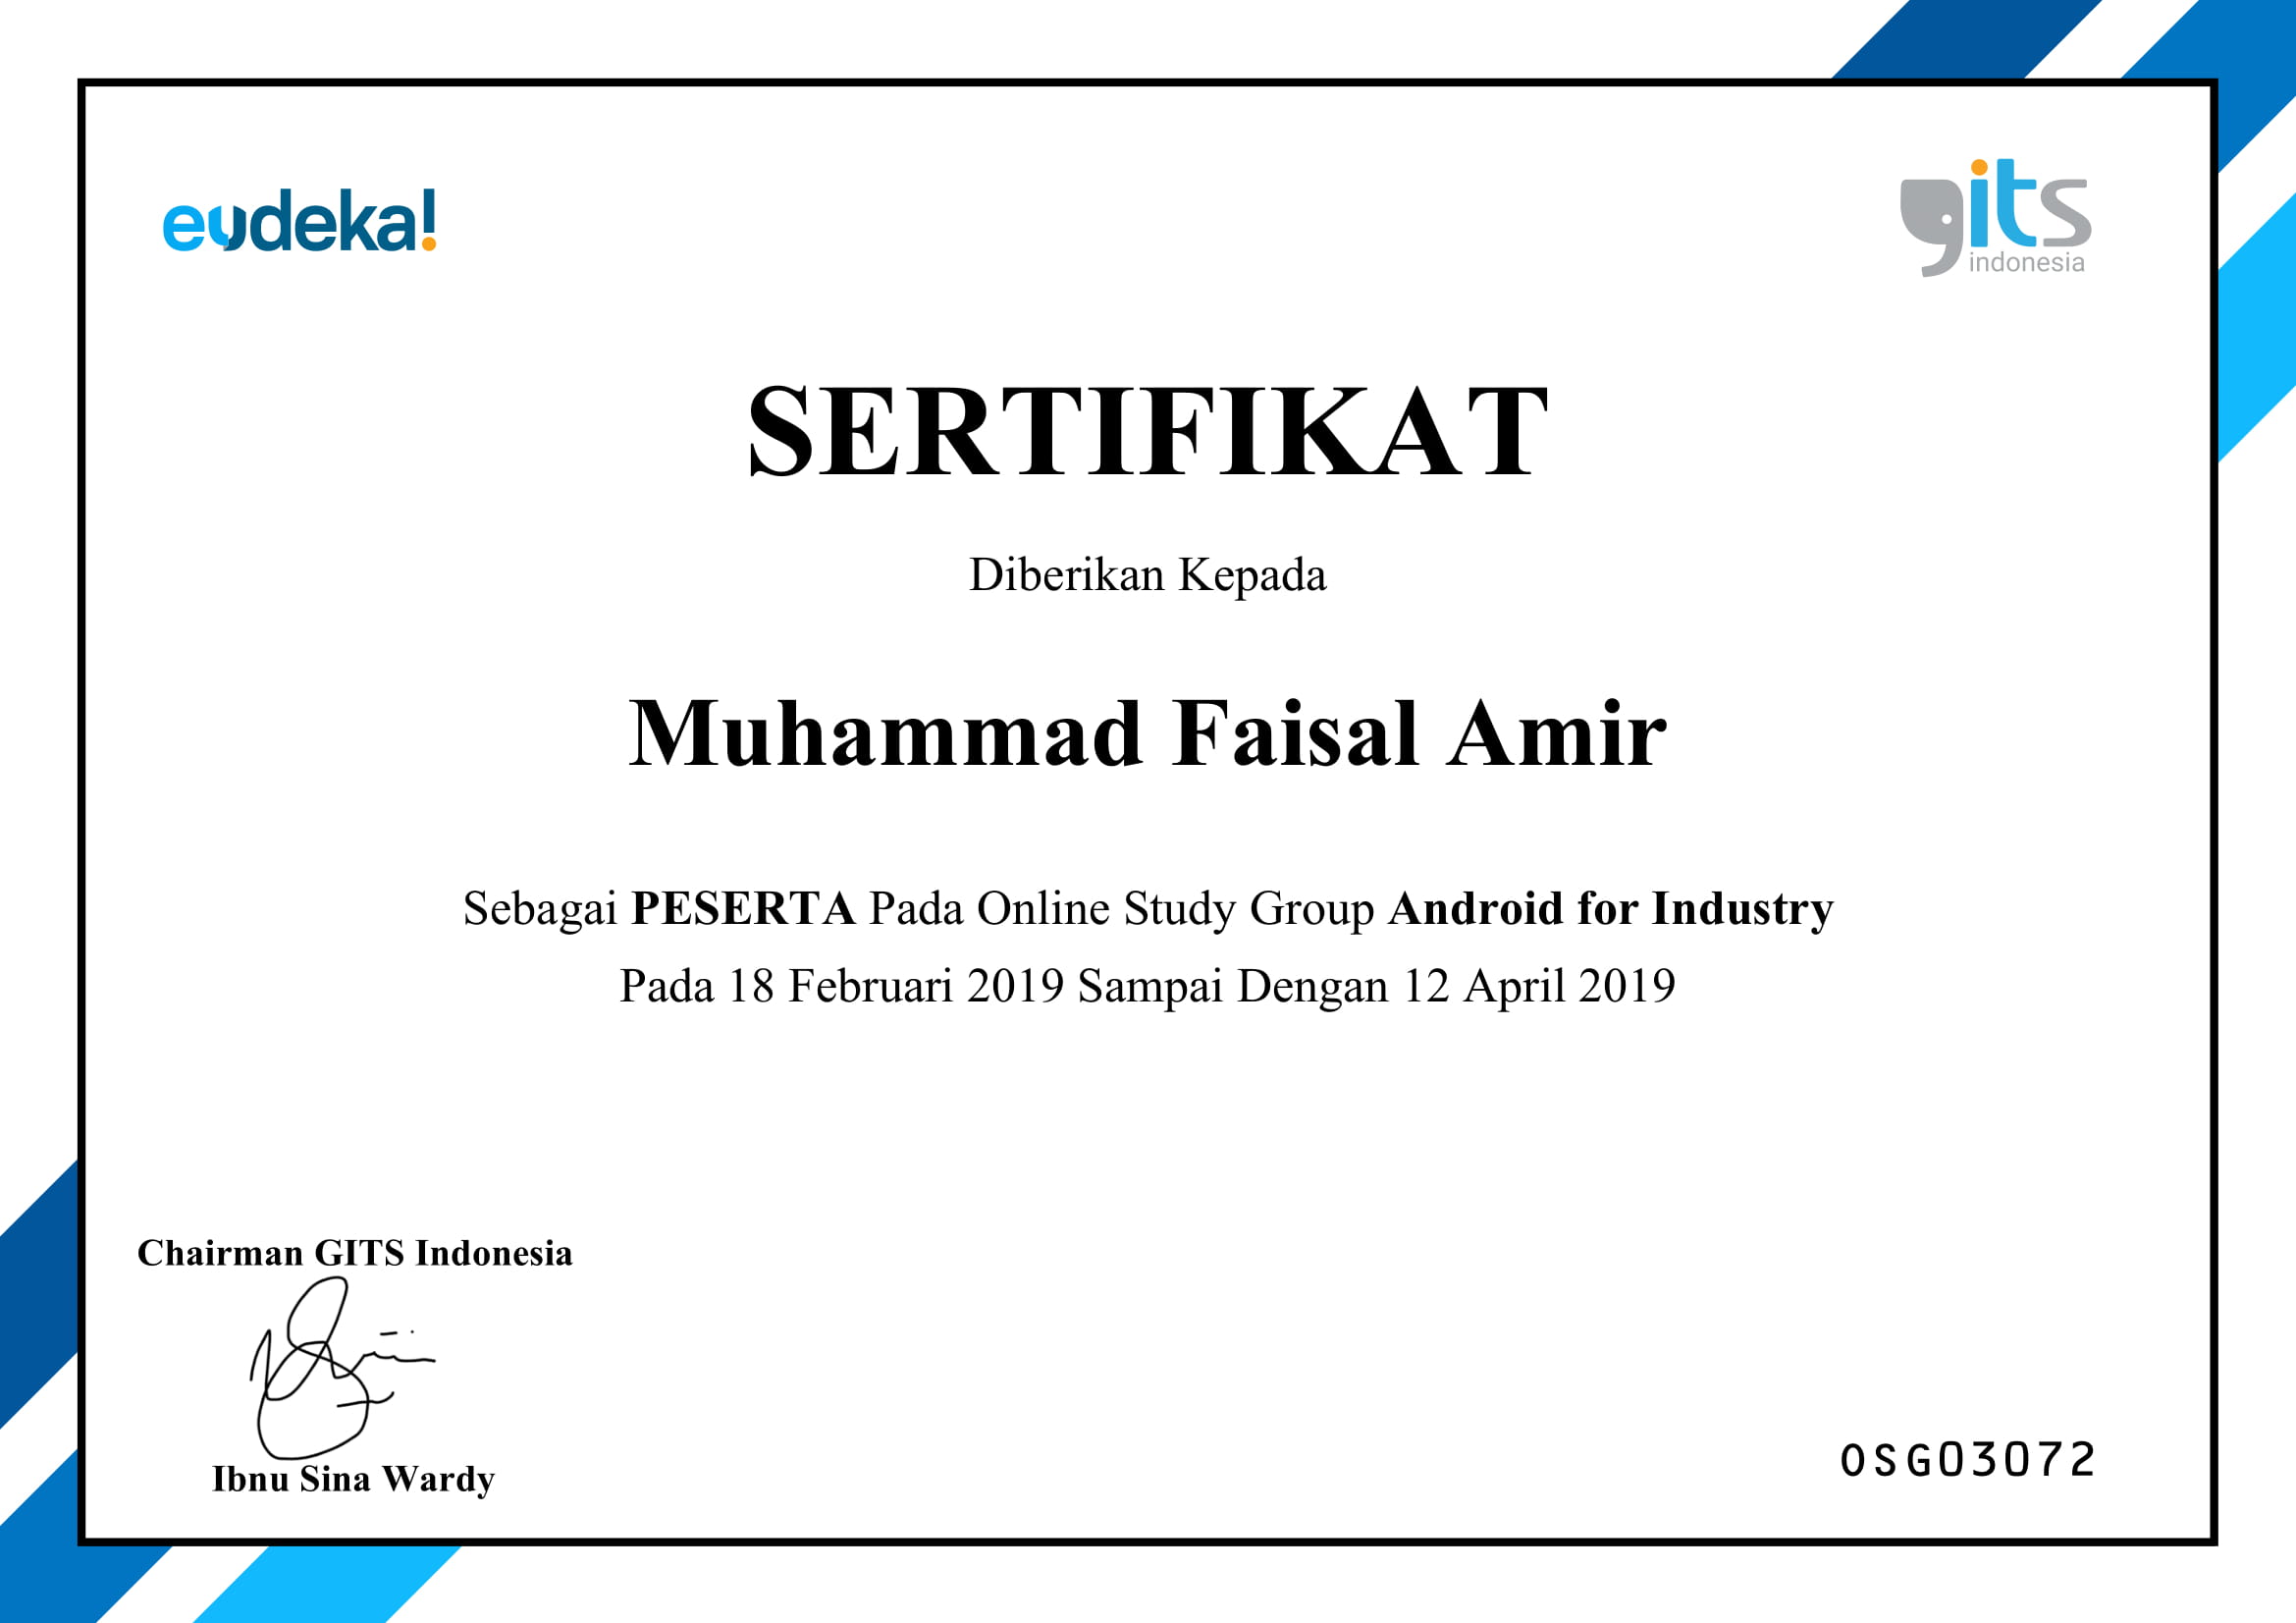 eudeka!
gits
indonesia
SERTIFIKAT
Diberikan Kepada
Muhammad Faisal Amir
Sebagai PESERTA Pada Online Study Group Android for Industry
Pada 18 Februari 2019 Sampai Dengan 12 April 2019
Chairman GITS Indonesia
Ibnu Sina Wardy
OSG03072